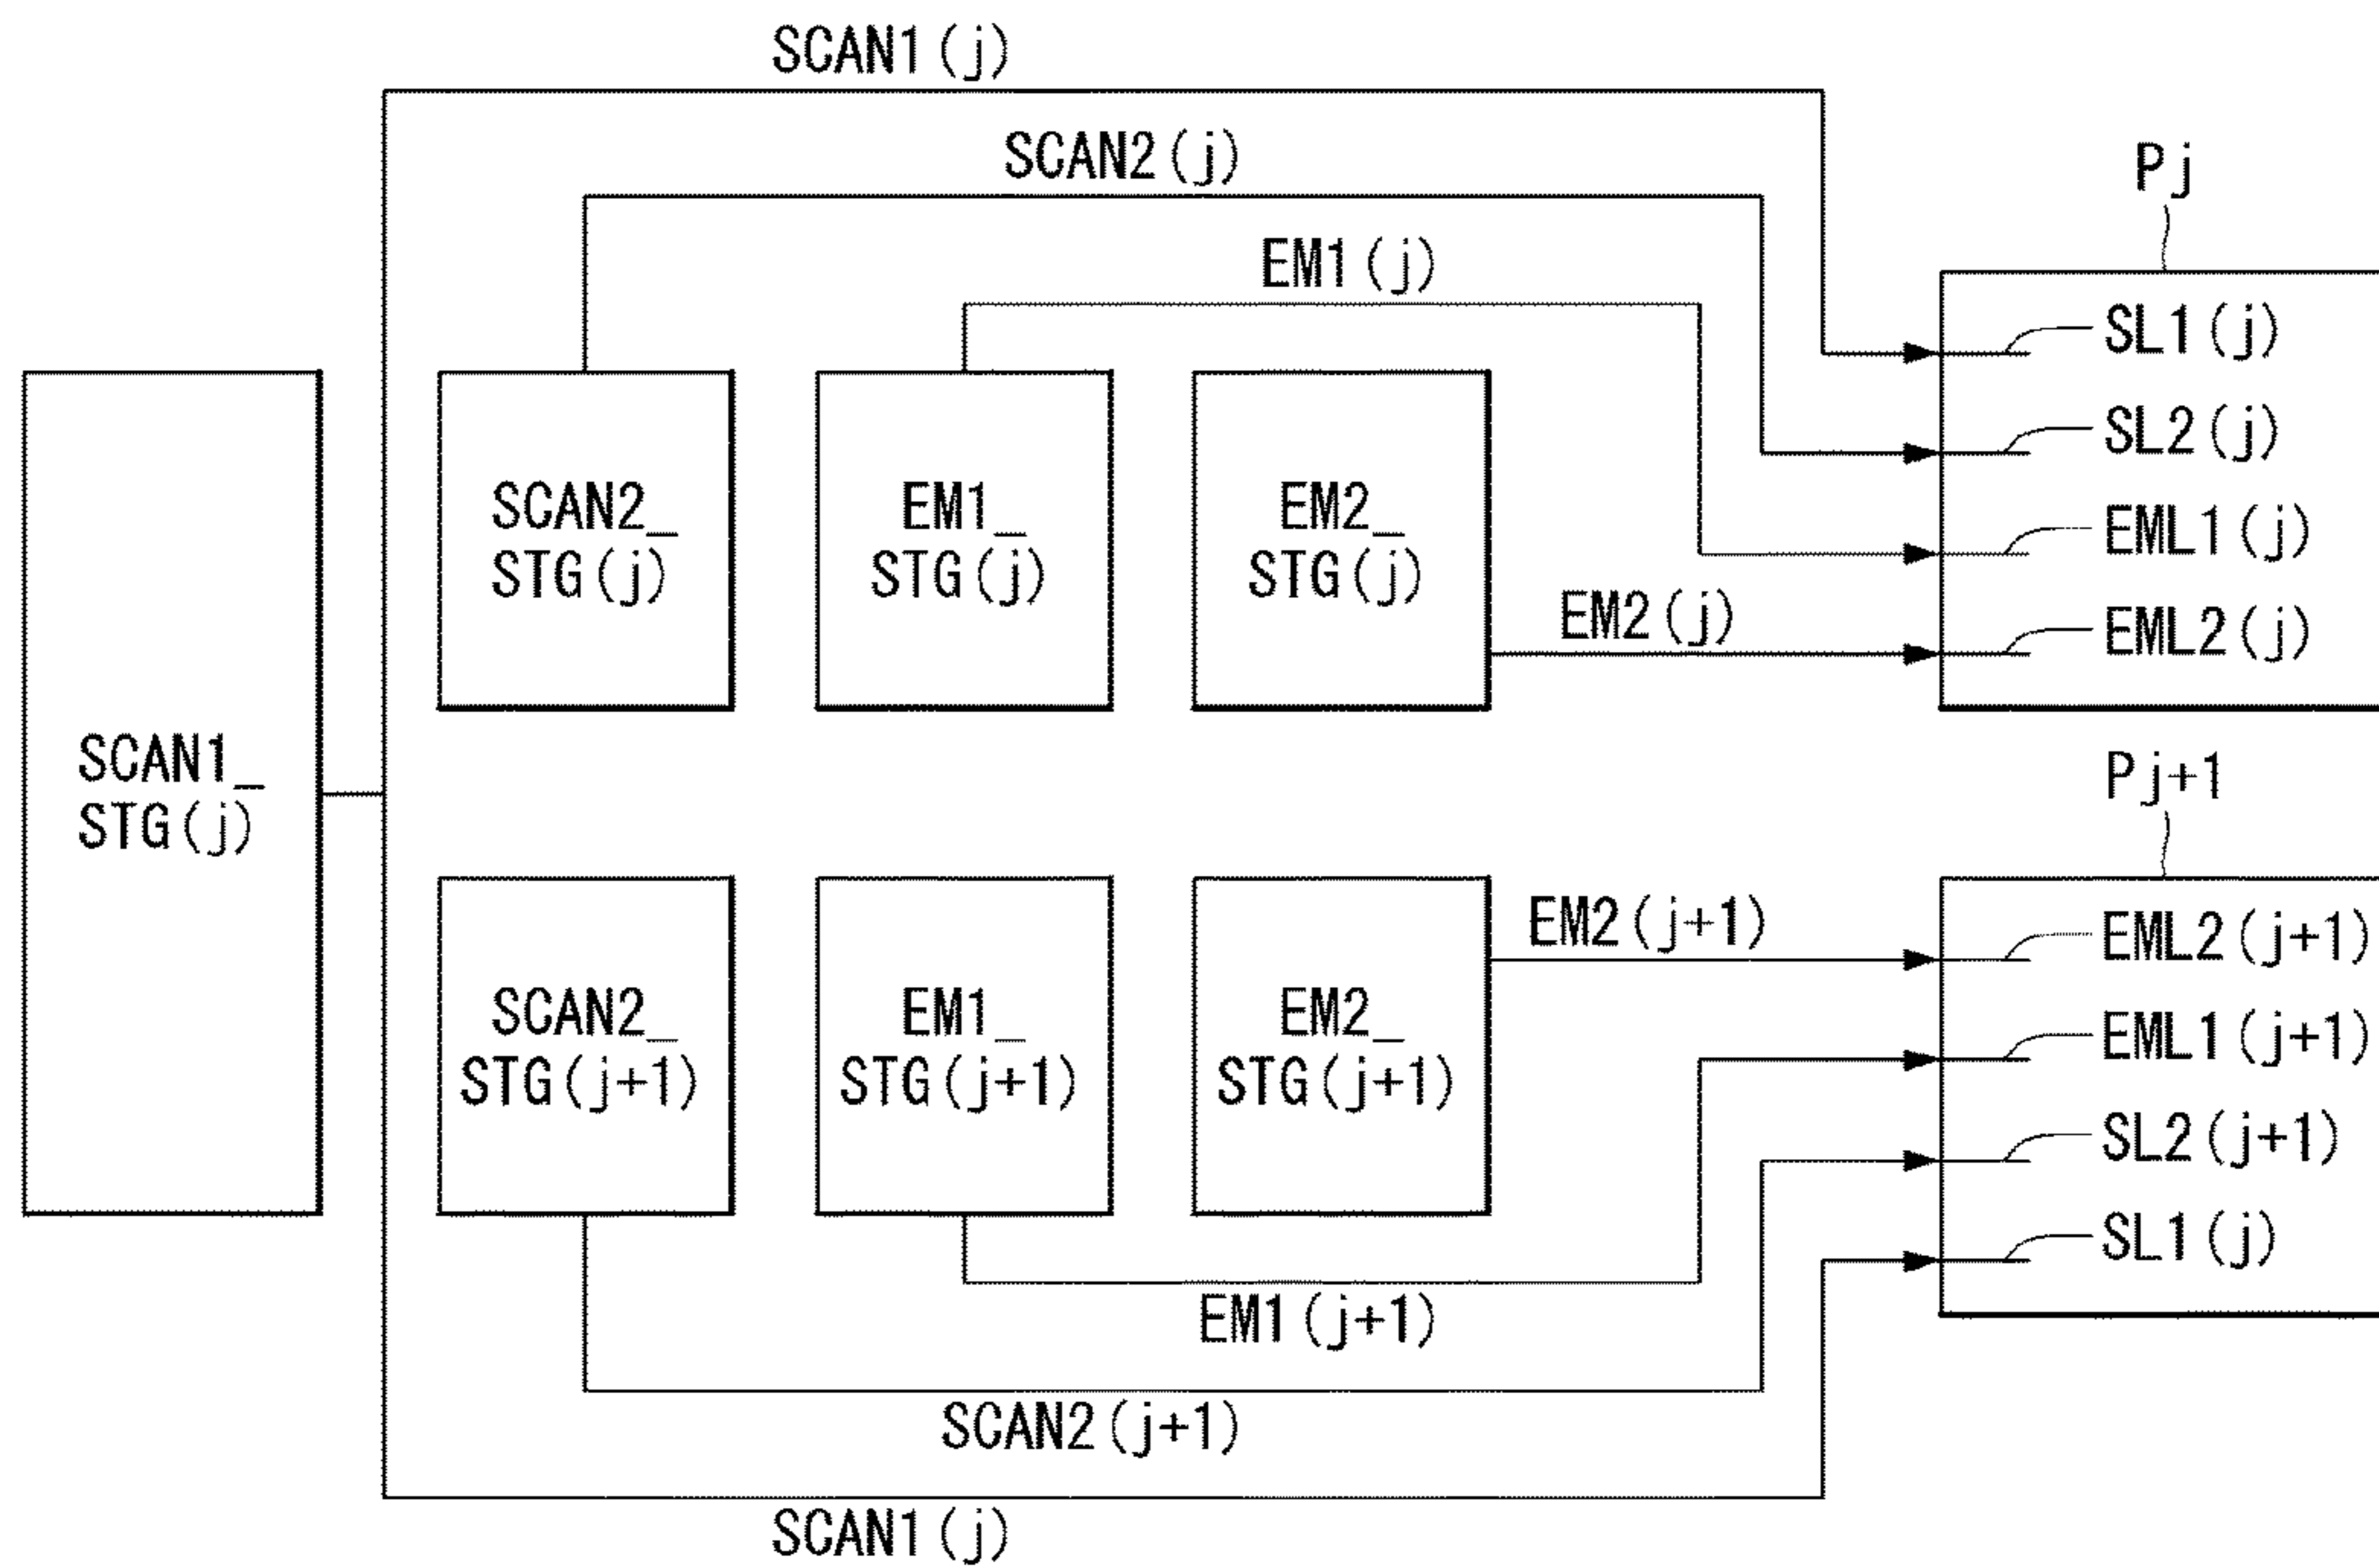 SCAN1(j)
SCAN2(j)
EM1(j)
Pj
SL1(j)
SL2(j)
EML1(j)
EML2(j)
SCAN2_
STG(j)
EM1_
STG(j)
EM2_
STG(j)
EM2(j)
SCAN1_
STG(j)
Pj+1
EM2(j+1)
EML2(j+1)
EML1(j+1)
SL2(j+1)
SL1(j)
SCAN2_
STG(j+1)
EM1_
STG(j+1)
EM2_
STG(j+1)
EM1(j+1)
SCAN2(j+1)
SCAN1(j)